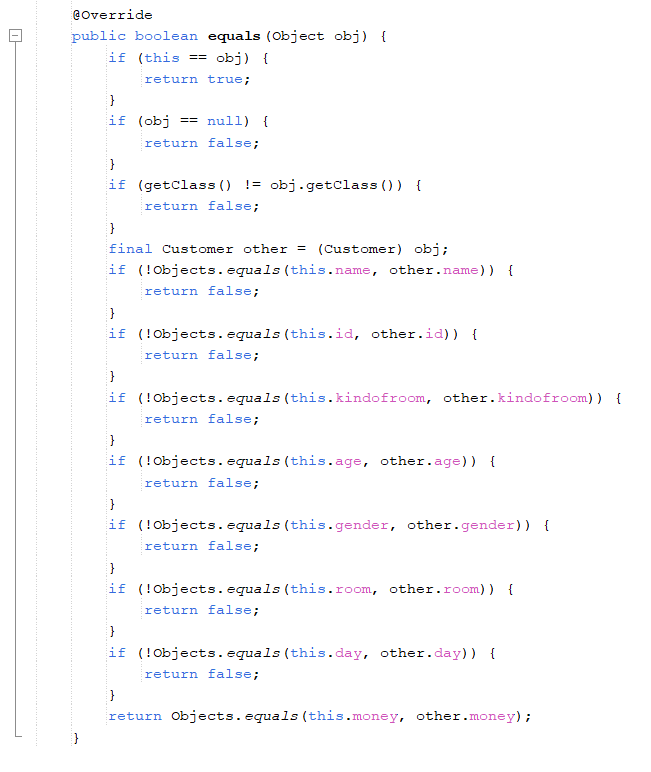 @Override
public boolean equals(Object obj) {
if (this == obj) {
return true;
}
if (obj == null) {
return false;
}
if (getClass() != obj.getClass()) {
return false;
}
final Customer other = (Customer) obj;
if (!Objects.equals(this.name, other.name)) {
return false;
}
if (!Objects.equals(this.id, other.id)) {
return false;
}
if (!Objects.equals(this.kindofroom, other.kindofroom)) {
return false;
}
if (!Objects.equals(this.age, other.age)) {
return false;
}
if (!Objects.equals(this.gender, other.gender)) {
return false;
}
if (!Objects.equals(this.room, other.room)) {
return false;
}
if (!Objects.equals(this.day, other.day)) {
return false;
}
return Objects.equals(this.money, other.money);
}